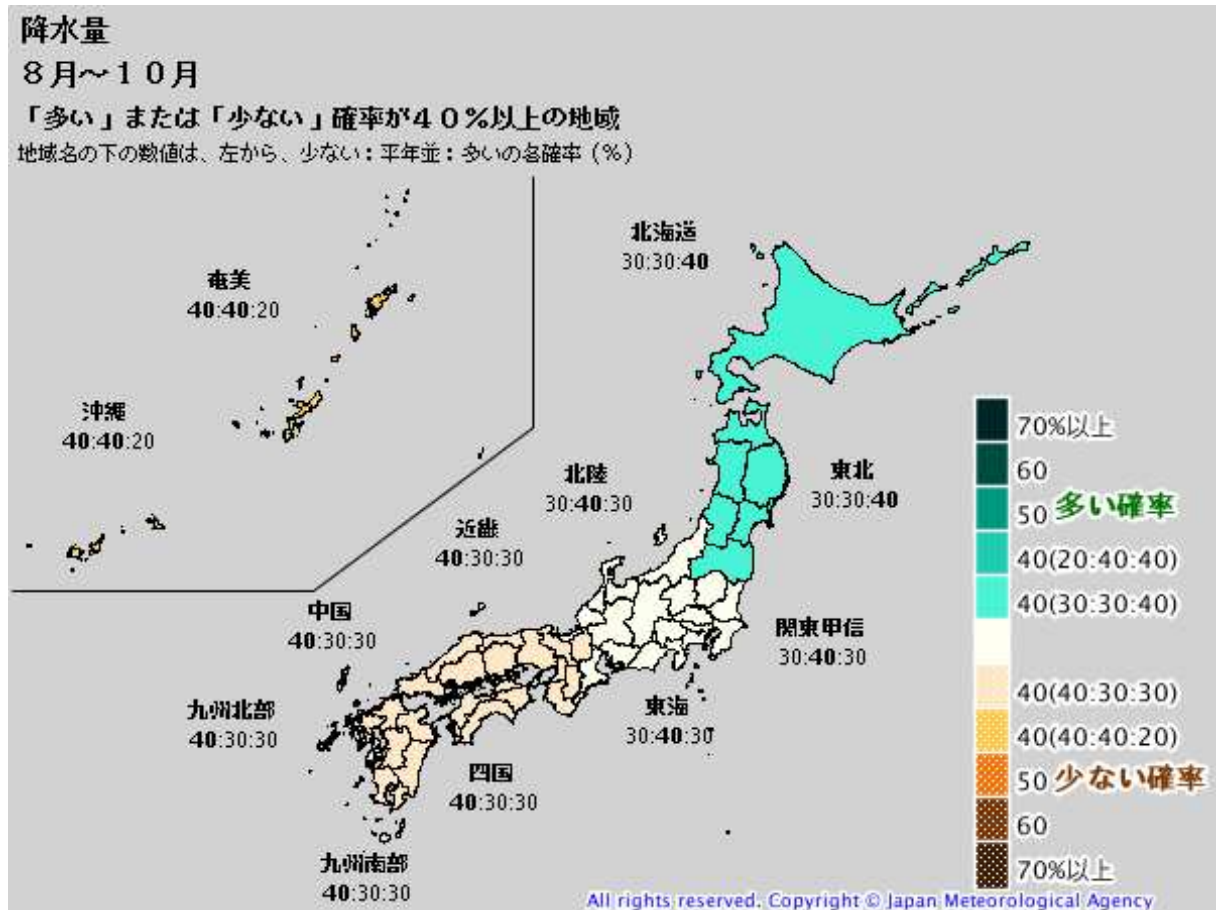 降水量
８月～１０月
「多い」または「少ない」確率が４０％以上の地域
地域名の下の数値は、左から、少ない：平年並：多いの各確率（％）
北海道
30:30:40
奄美
40:40:20
沖縄
40:40:20
北陸
30:40:30
東北
30:30:40
近畿
40:30:30
中国
40:30:30
関東甲信
30:40:30
九州北部
40:30:30
東海
30:40:30
四国
40:30:30
九州南部
40:30:30
70%以上
60
50 多い確率
40(20:40:40)
40(30:30:40)
40(40:30:30)
40(40:40:20)
50 少ない確率
60
70%以上
All rights reserved. Copyright © Japan Meteorological Agency